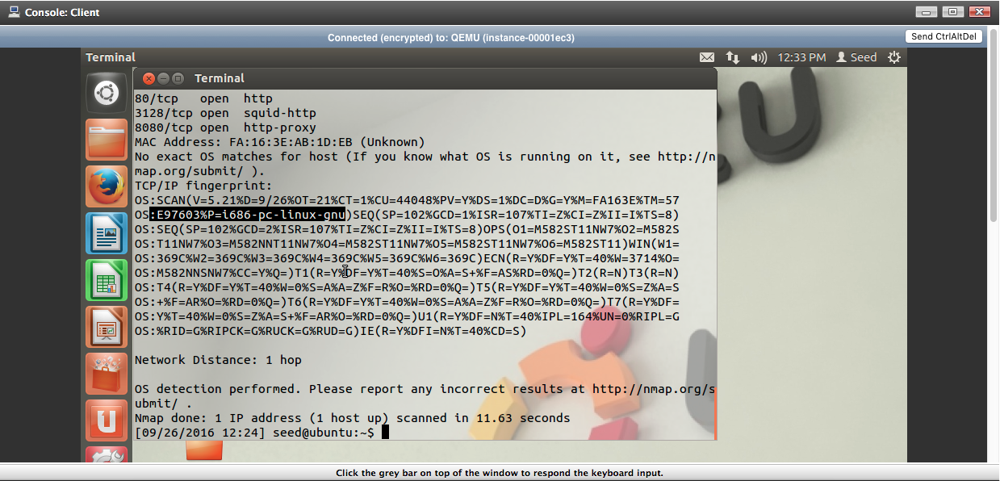 Console: Client
Connected (encrypted) to: QEMU (instance-00001ec3)
Send CtrlAltDel
Terminal
12:33 PM
Seed
Terminal
80/tcp   open  http
3128/tcp open  squid-http
8080/tcp open  http-proxy
MAC Address: FA:16:3E:AB:1D:EB (Unknown)
No exact OS matches for host (If you know what OS is running on it, see http://n
map.org/submit/ ).
TCP/IP fingerprint:
OS:SCAN(V=5.21%D=9/26%OT=21%CT=1%CU=44048%PV=Y%DS=1%DC=D%G=Y%M=FA163E%TM=57
OS:E97603%P=i686-pc-linux-gnu)SEQ(SP=102%GCD=1%ISR=107%TI=Z%CI=Z%II=I%TS=8)
OS:SEQ(SP=102%GCD=2%ISR=107%TI=Z%CI=Z%II=I%TS=8)OPS(O1=M582ST11NW7%O2=M582S
OS:T11NW7%O3=M582NNT11NW7%O4=M582ST11NW7%O5=M582ST11NW7%O6=M582ST11)WIN(W1=
OS:369C%W2=369C%W3=369C%W4=369C%W5=369C%W6=369C)ECN(R=Y%DF=Y%T=40%W=3714%O=
OS:M582NNSNW7%CC=Y%Q=)T1(R=Y%DF=Y%T=40%S=O%A=S+%F=AS%RD=0%Q=)T2(R=N)T3(R=N)
OS:T4(R=Y%DF=Y%T=40%W=0%S=A%A=Z%F=R%O=%RD=0%Q=)T5(R=Y%DF=Y%T=40%W=0%S=Z%A=S
OS:+%F=AR%O=%RD=0%Q=)T6(R=Y%DF=Y%T=40%W=0%S=A%A=Z%F=R%O=%RD=0%Q=)T7(R=Y%DF=
OS:Y%T=40%W=0%S=Z%A=S+%F=AR%O=%RD=0%Q=)U1(R=Y%DF=N%T=40%IPL=164%UN=0%RIPL=G
OS:%RID=G%RIPCK=G%RUCK=G%RUD=G)IE(R=Y%DFI=N%T=40%CD=S)
Network Distance: 1 hop
OS detection performed. Please report any incorrect results at http://nmap.org/s
ubmit/ .
Nmap done: 1 IP address (1 host up) scanned in 11.63 seconds
[09/26/2016 12:24] seed@ubuntu:~$
Click the grey bar on top of the window to respond the keyboard input.